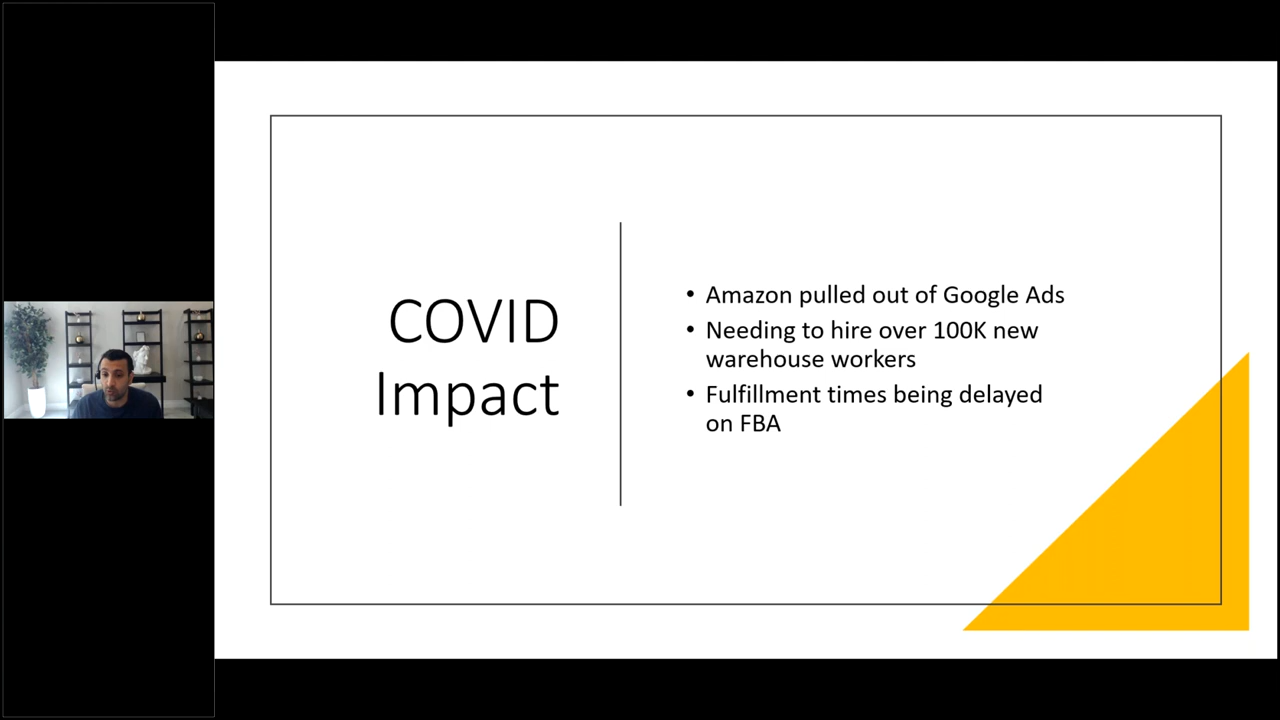 COVID
Impact
• Amazon pulled out of Google Ads
• Needing to hire over 100K new
warehouse workers
• Fulfillment times being delayed
on FBA